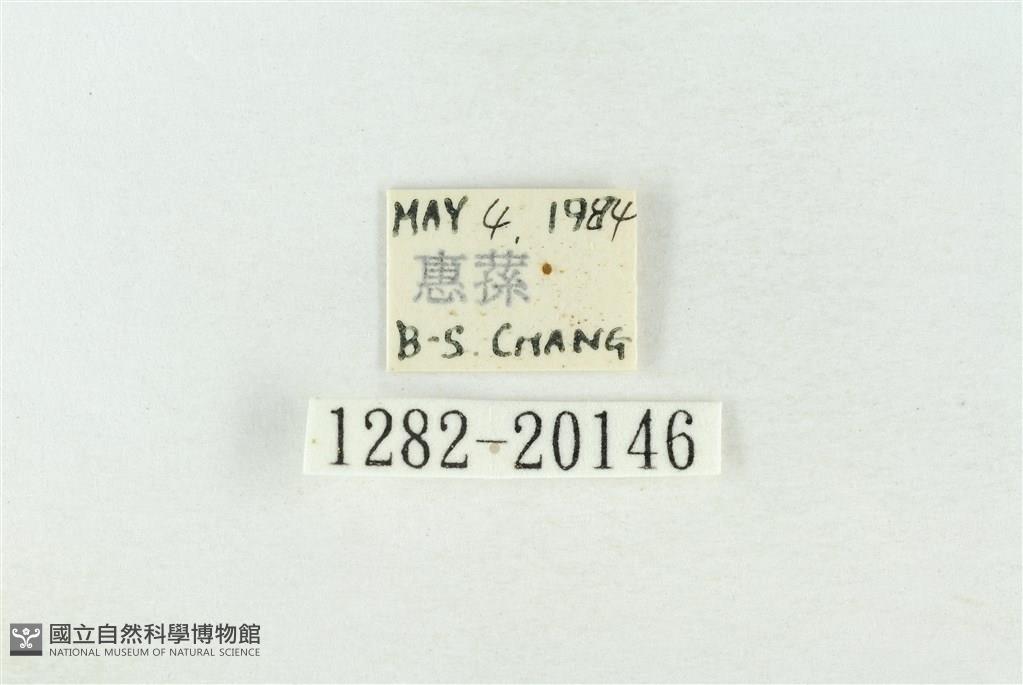 MAY 4, 1984
惠蓀
B-S. CHANG
1282-20146
國立自然科學博物館
NATIONAL MUSEUM OF NATURAL SCIENCE